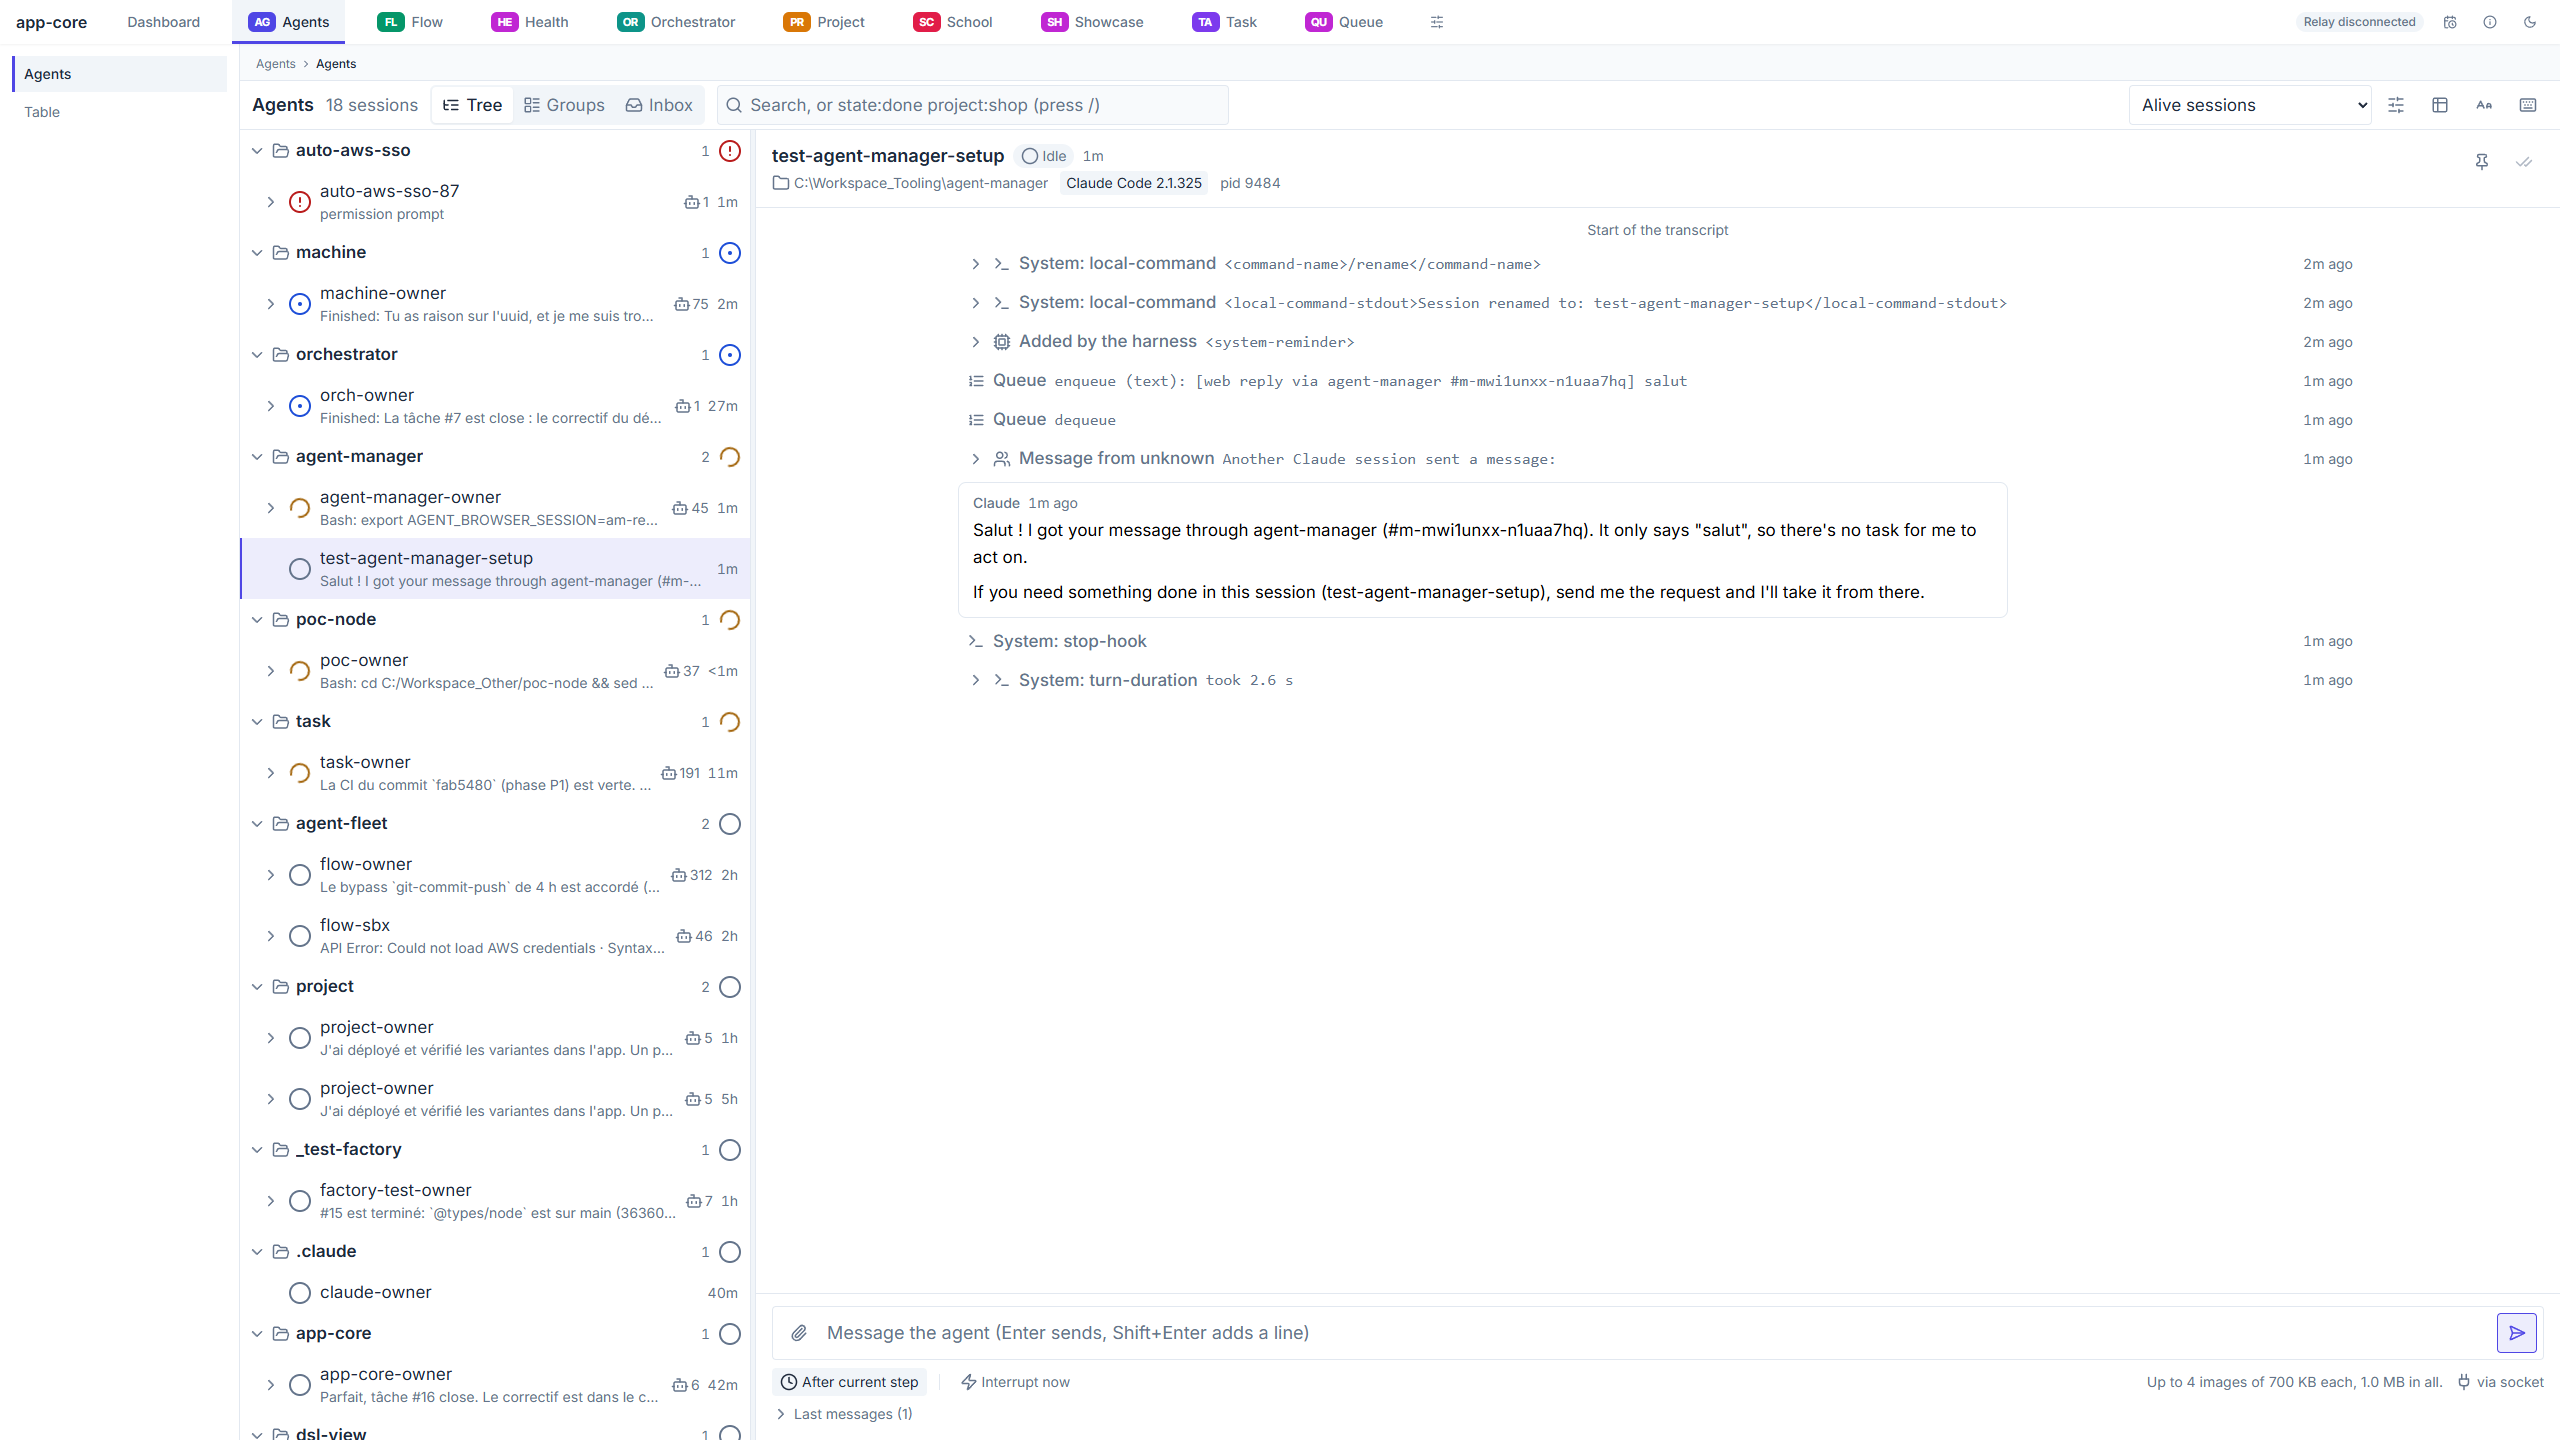 app-core
Dashboard
AG Agents
FL Flow
HE Health
OR Orchestrator
PR Project
SC School
SH Showcase
TA Task
QU Queue
Relay disconnected
Agents
Table
Agents > Agents
Agents 18 sessions
Tree
Groups
Inbox
Search, or state:done project:shop (press /)
Alive sessions
auto-aws-sso 1
auto-aws-sso-87
permission prompt
1 1m
machine 1
machine-owner
Finished: Tu as raison sur l'uuid, et je me suis tro...
75 2m
orchestrator 1
orch-owner
Finished: La tâche #7 est close : le correctif du dé...
1 27m
agent-manager 2
agent-manager-owner
Bash: export AGENT_BROWSER_SESSION=am-re...
45 1m
test-agent-manager-setup
Salut ! I got your message through agent-manager (#m-...
1m
poc-node 1
poc-owner
Bash: cd C:/Workspace_Other/poc-node && sed ...
37 <1m
task 1
task-owner
La CI du commit `fab5480` (phase P1) est verte. ...
191 11m
agent-fleet 2
flow-owner
Le bypass `git-commit-push` de 4 h est accordé (...
312 2h
flow-sbx
API Error: Could not load AWS credentials · Syntax...
46 2h
project 2
project-owner
J'ai déployé et vérifié les variantes dans l'app. Un p...
5 1h
project-owner
J'ai déployé et vérifié les variantes dans l'app. Un p...
5 5h
_test-factory 1
factory-test-owner
#15 est terminé: `@types/node` est sur main (36360...
7 1h
.claude 1
claude-owner
40m
app-core 1
app-core-owner
Parfait, tâche #16 close. Le correctif est dans le c...
6 42m
dsl-view 1
test-agent-manager-setup Idle 1m
C:\Workspace_Tooling\agent-manager Claude Code 2.1.325 pid 9484
Start of the transcript
System: local-command <command-name>/rename</command-name> 2m ago
System: local-command <local-command-stdout>Session renamed to: test-agent-manager-setup</local-command-stdout> 2m ago
Added by the harness <system-reminder> 2m ago
Queue enqueue (text): [web reply via agent-manager #m-mwi1unxx-n1uaa7hq] salut 1m ago
Queue dequeue 1m ago
Message from unknown Another Claude session sent a message: 1m ago
Claude 1m ago
Salut ! I got your message through agent-manager (#m-mwi1unxx-n1uaa7hq). It only says "salut", so there's no task for me to
act on.
If you need something done in this session (test-agent-manager-setup), send me the request and I'll take it from there.
System: stop-hook 1m ago
System: turn-duration took 2.6 s 1m ago
Message the agent (Enter sends, Shift+Enter adds a line)
After current step
Interrupt now
Up to 4 images of 700 KB each, 1.0 MB in all. via socket
Last messages (1)